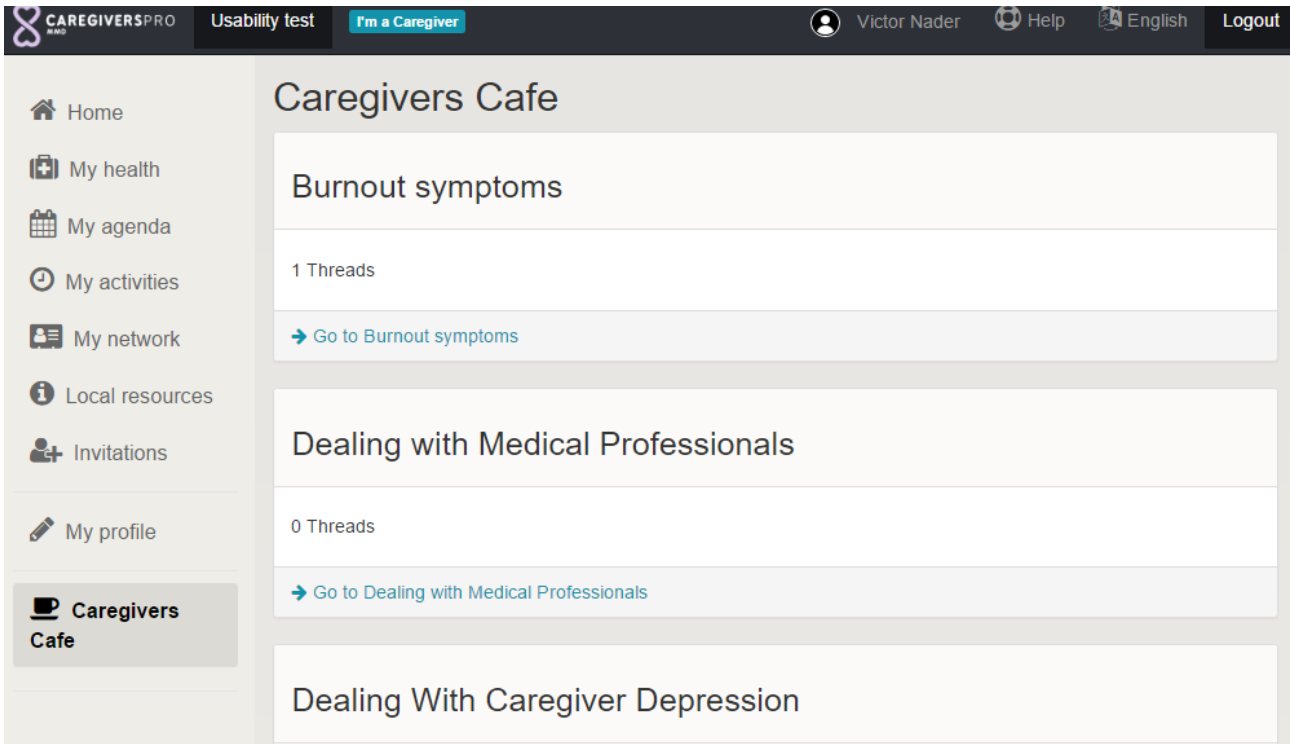 CAREGIVERSPRO
MMD
Usability test
I'm a Caregiver
Victor Nader
Help
English
Logout
Home
My health
My agenda
My activities
My network
Local resources
Invitations
My profile
Caregivers
Cafe
Caregivers Cafe
Burnout symptoms
1 Threads
Go to Burnout symptoms
Dealing with Medical Professionals
0 Threads
Go to Dealing with Medical Professionals
Dealing With Caregiver Depression